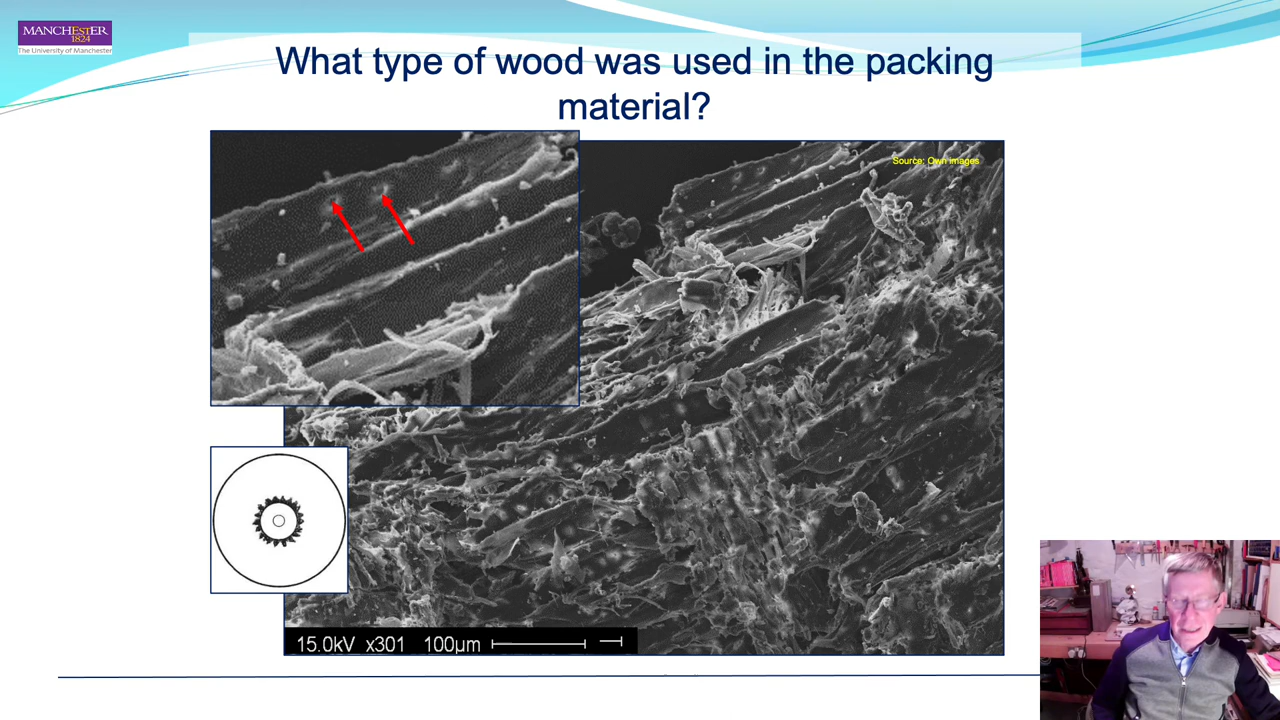 MANCHESTER
1824
The University of Manchester
What type of wood was used in the packing
material?
Source: Own images
15.0kV x301 100µm